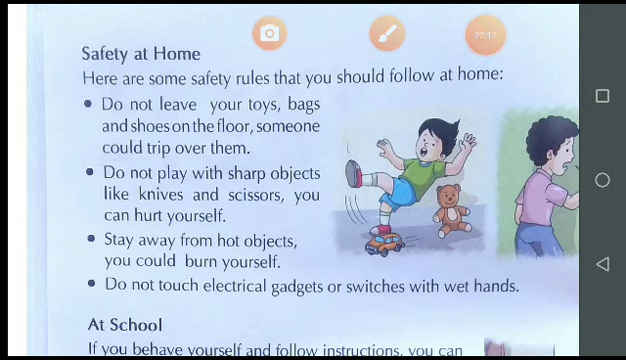 22:17
Safety at Home
Here are some safety rules that you should follow at home:
• Do not leave your toys, bags
and shoes on the floor, someone
could trip over them.
• Do not play with sharp objects
like knives and scissors, you
can hurt yourself.
• Stay away from hot objects,
you could burn yourself.
• Do not touch electrical gadgets or switches with wet hands.
At School
If you behave yourself and follow instructions, you can